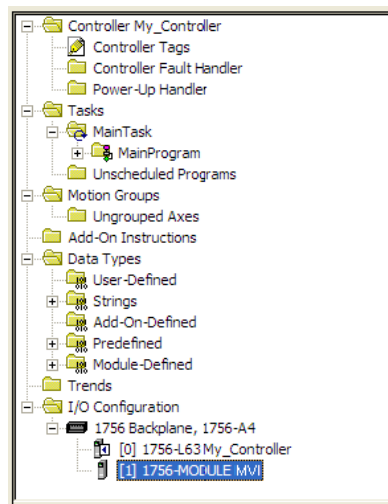 Controller My_Controller
Controller Tags
Controller Fault Handler
Power-Up Handler
Tasks
MainTask
MainProgram
Unscheduled Programs
Motion Groups
Ungrouped Axes
Add-On Instructions
Data Types
User-Defined
Strings
Add-On-Defined
Predefined
Module-Defined
Trends
I/O Configuration
1756 Backplane, 1756-A4
[0] 1756-L63 My_Controller
[1] 1756-MODULE MVI